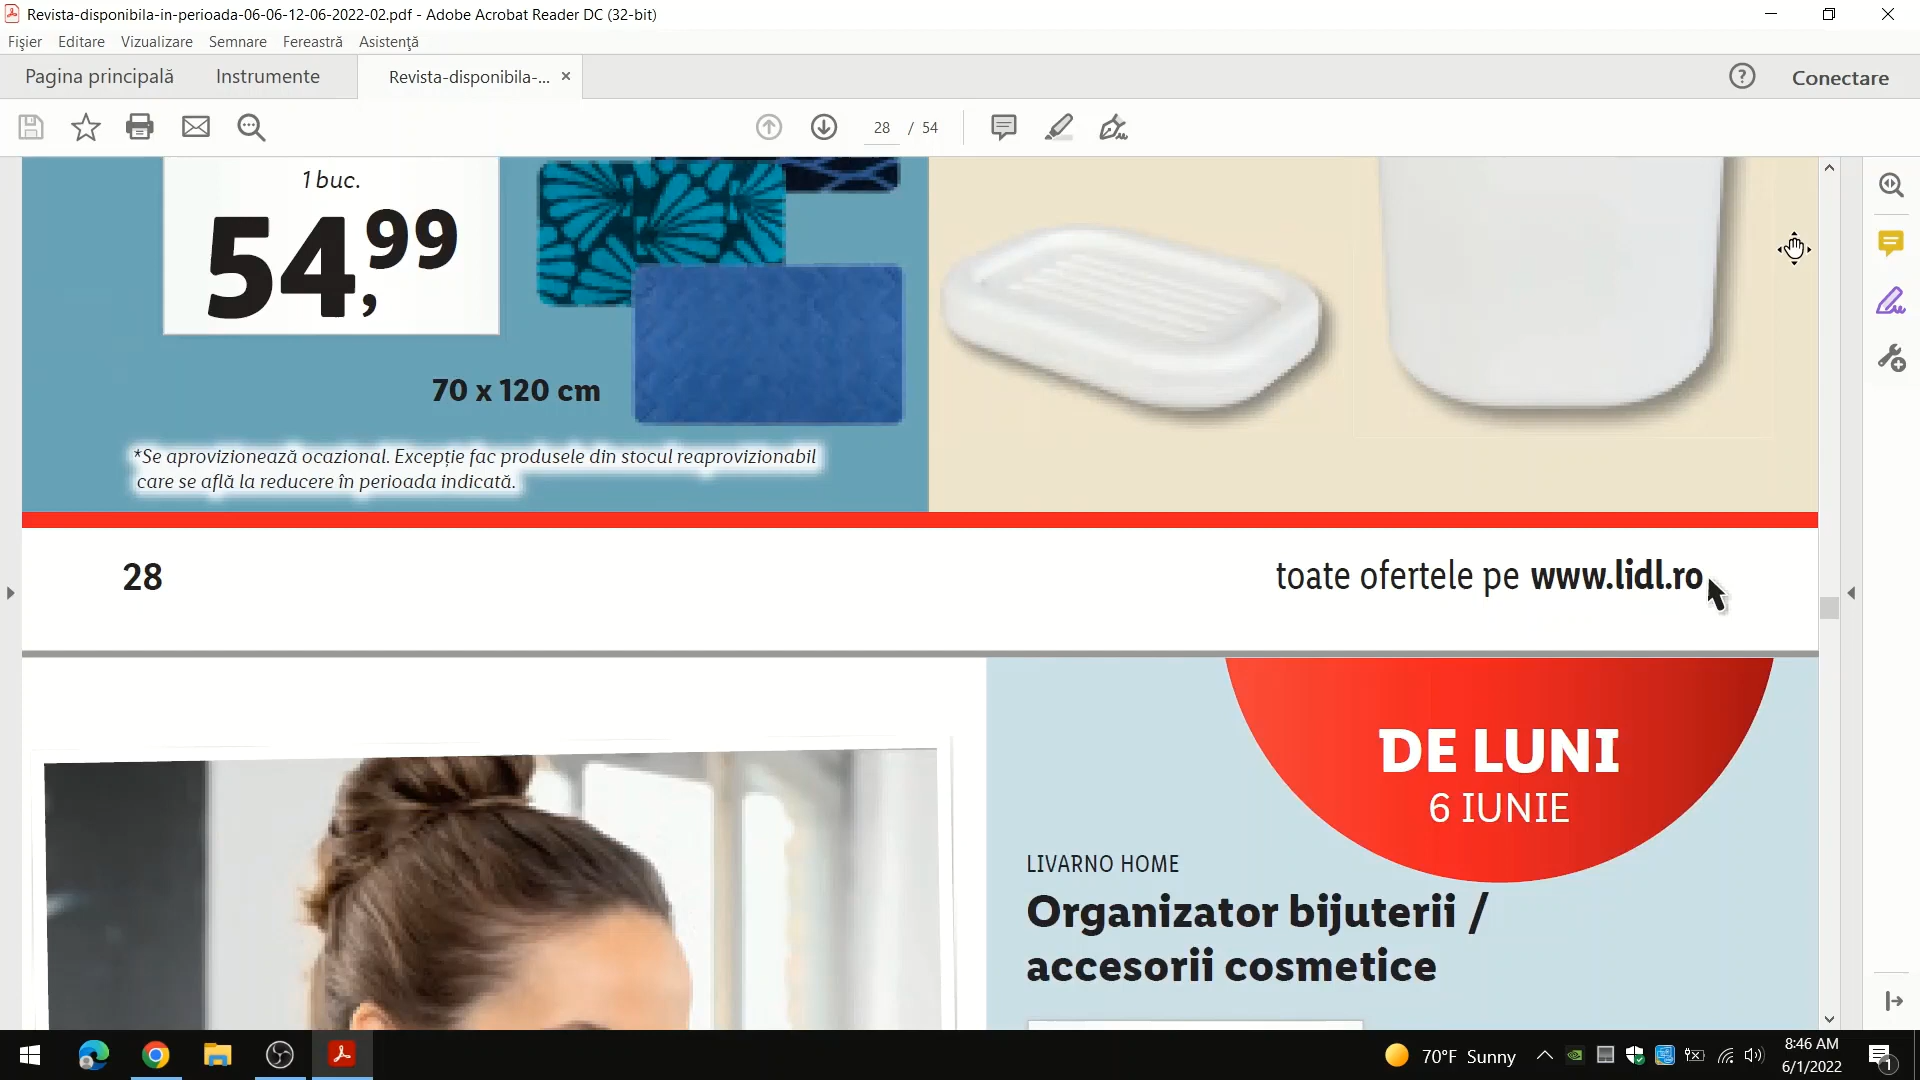 Revista-disponibila-in-perioada-06-06-12-06-2022-02.pdf - Adobe Acrobat Reader DC (32-bit)
Fișier Editare Vizualizare Semnare Fereastră Asistență
Pagina principală Instrumente Revista-disponibila-... × Conectare
28 / 54
1 buc.
54,99
70 x 120 cm
*Se aprovizionează ocazional. Excepție fac produsele din stocul reaprovizionabil
care se află la reducere în perioada indicată.
28 toate ofertele pe www.lidl.ro
DE LUNI
6 IUNIE
LIVARNO HOME
Organizator bijuterii /
accesorii cosmetice
70°F Sunny
8:46 AM
6/1/2022
1